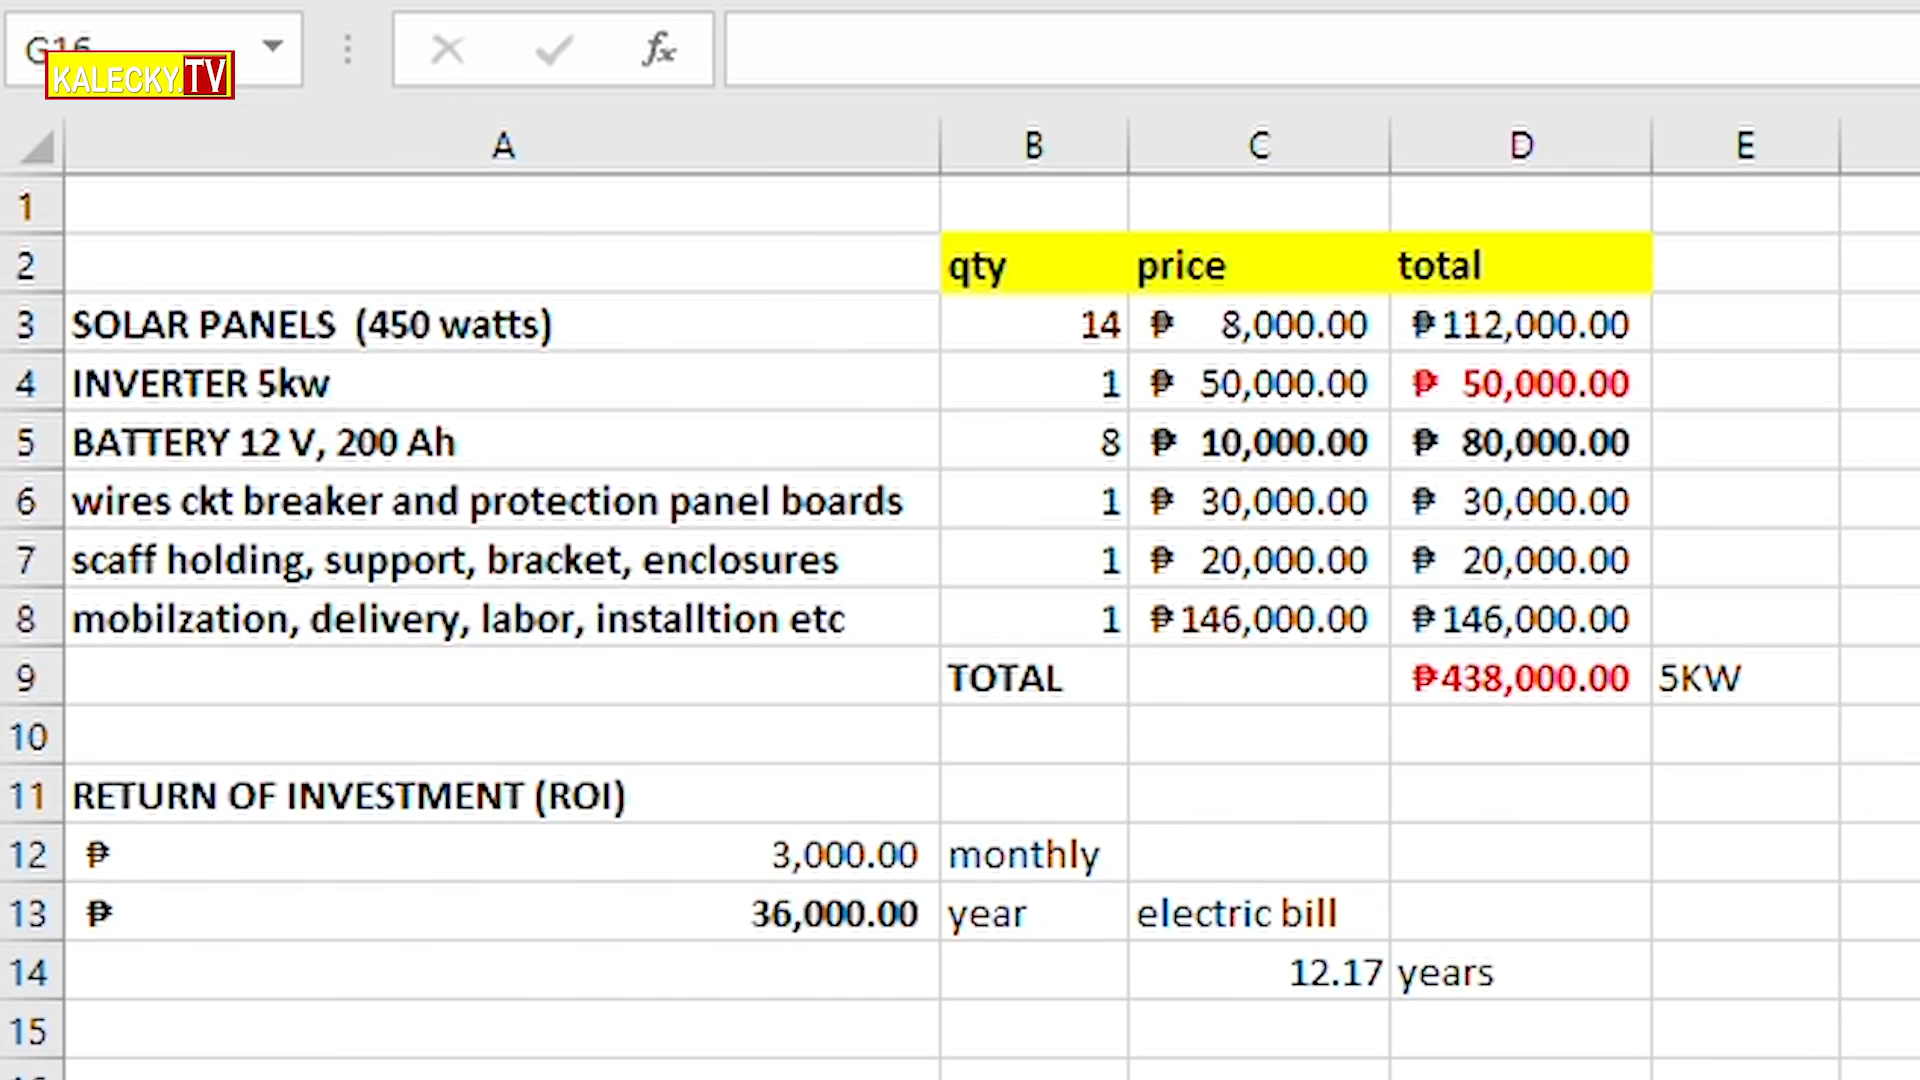 G16
KALECKY.TV
fx
A B C D E
1
2 qty price total
3 SOLAR PANELS (450 watts) 14 ₱ 8,000.00 ₱112,000.00
4 INVERTER 5kw 1 ₱ 50,000.00 ₱ 50,000.00
5 BATTERY 12 V, 200 Ah 8 ₱ 10,000.00 ₱ 80,000.00
6 wires ckt breaker and protection panel boards 1 ₱ 30,000.00 ₱ 30,000.00
7 scaff holding, support, bracket, enclosures 1 ₱ 20,000.00 ₱ 20,000.00
8 mobilzation, delivery, labor, installtion etc 1 ₱146,000.00 ₱146,000.00
9 TOTAL ₱438,000.00 5KW
10
11 RETURN OF INVESTMENT (ROI)
12 ₱ 3,000.00 monthly
13 ₱ 36,000.00 year electric bill
14 12.17 years
15